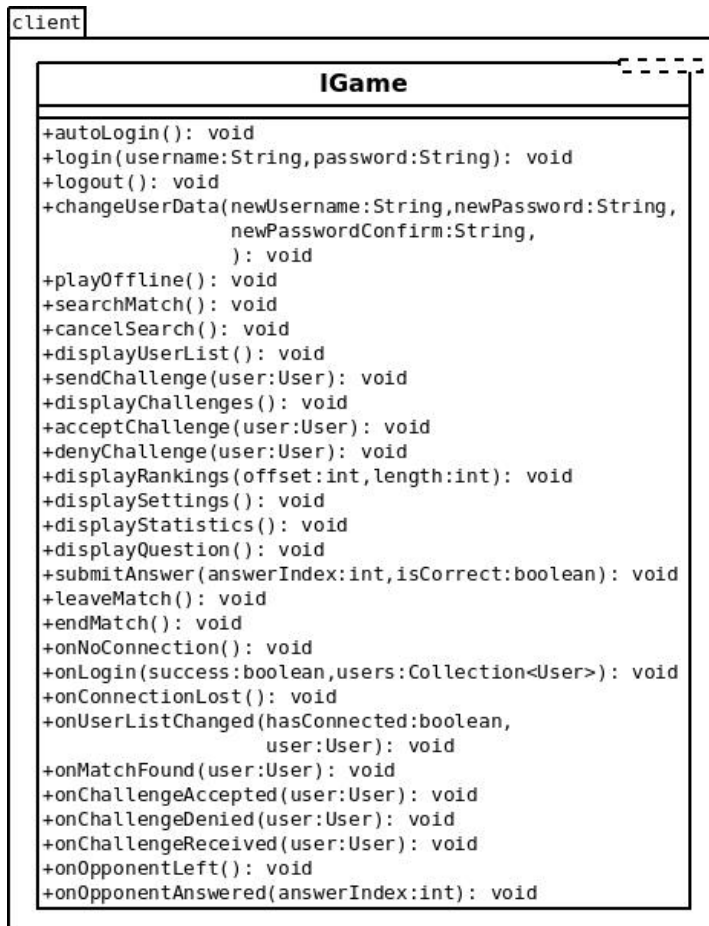 client
IGame
+autoLogin(): void
+login(username:String,password:String): void
+logout(): void
+changeUserData(newUsername:String,newPassword:String,
newPasswordConfirm:String,
): void
+playOffline(): void
+searchMatch(): void
+cancelSearch(): void
+displayUserList(): void
+sendChallenge(user:User): void
+displayChallenges(): void
+acceptChallenge(user:User): void
+denyChallenge(user:User): void
+displayRankings(offset:int,length:int): void
+displaySettings(): void
+displayStatistics(): void
+displayQuestion(): void
+submitAnswer(answerIndex:int,isCorrect:boolean): void
+leaveMatch(): void
+endMatch(): void
+onNoConnection(): void
+onLogin(success:boolean,users:Collection<User>): void
+onConnectionLost(): void
+onUserListChanged(hasConnected:boolean,
user:User): void
+onMatchFound(user:User): void
+onChallengeAccepted(user:User): void
+onChallengeDenied(user:User): void
+onChallengeReceived(user:User): void
+onOpponentLeft(): void
+onOpponentAnswered(answerIndex:int): void